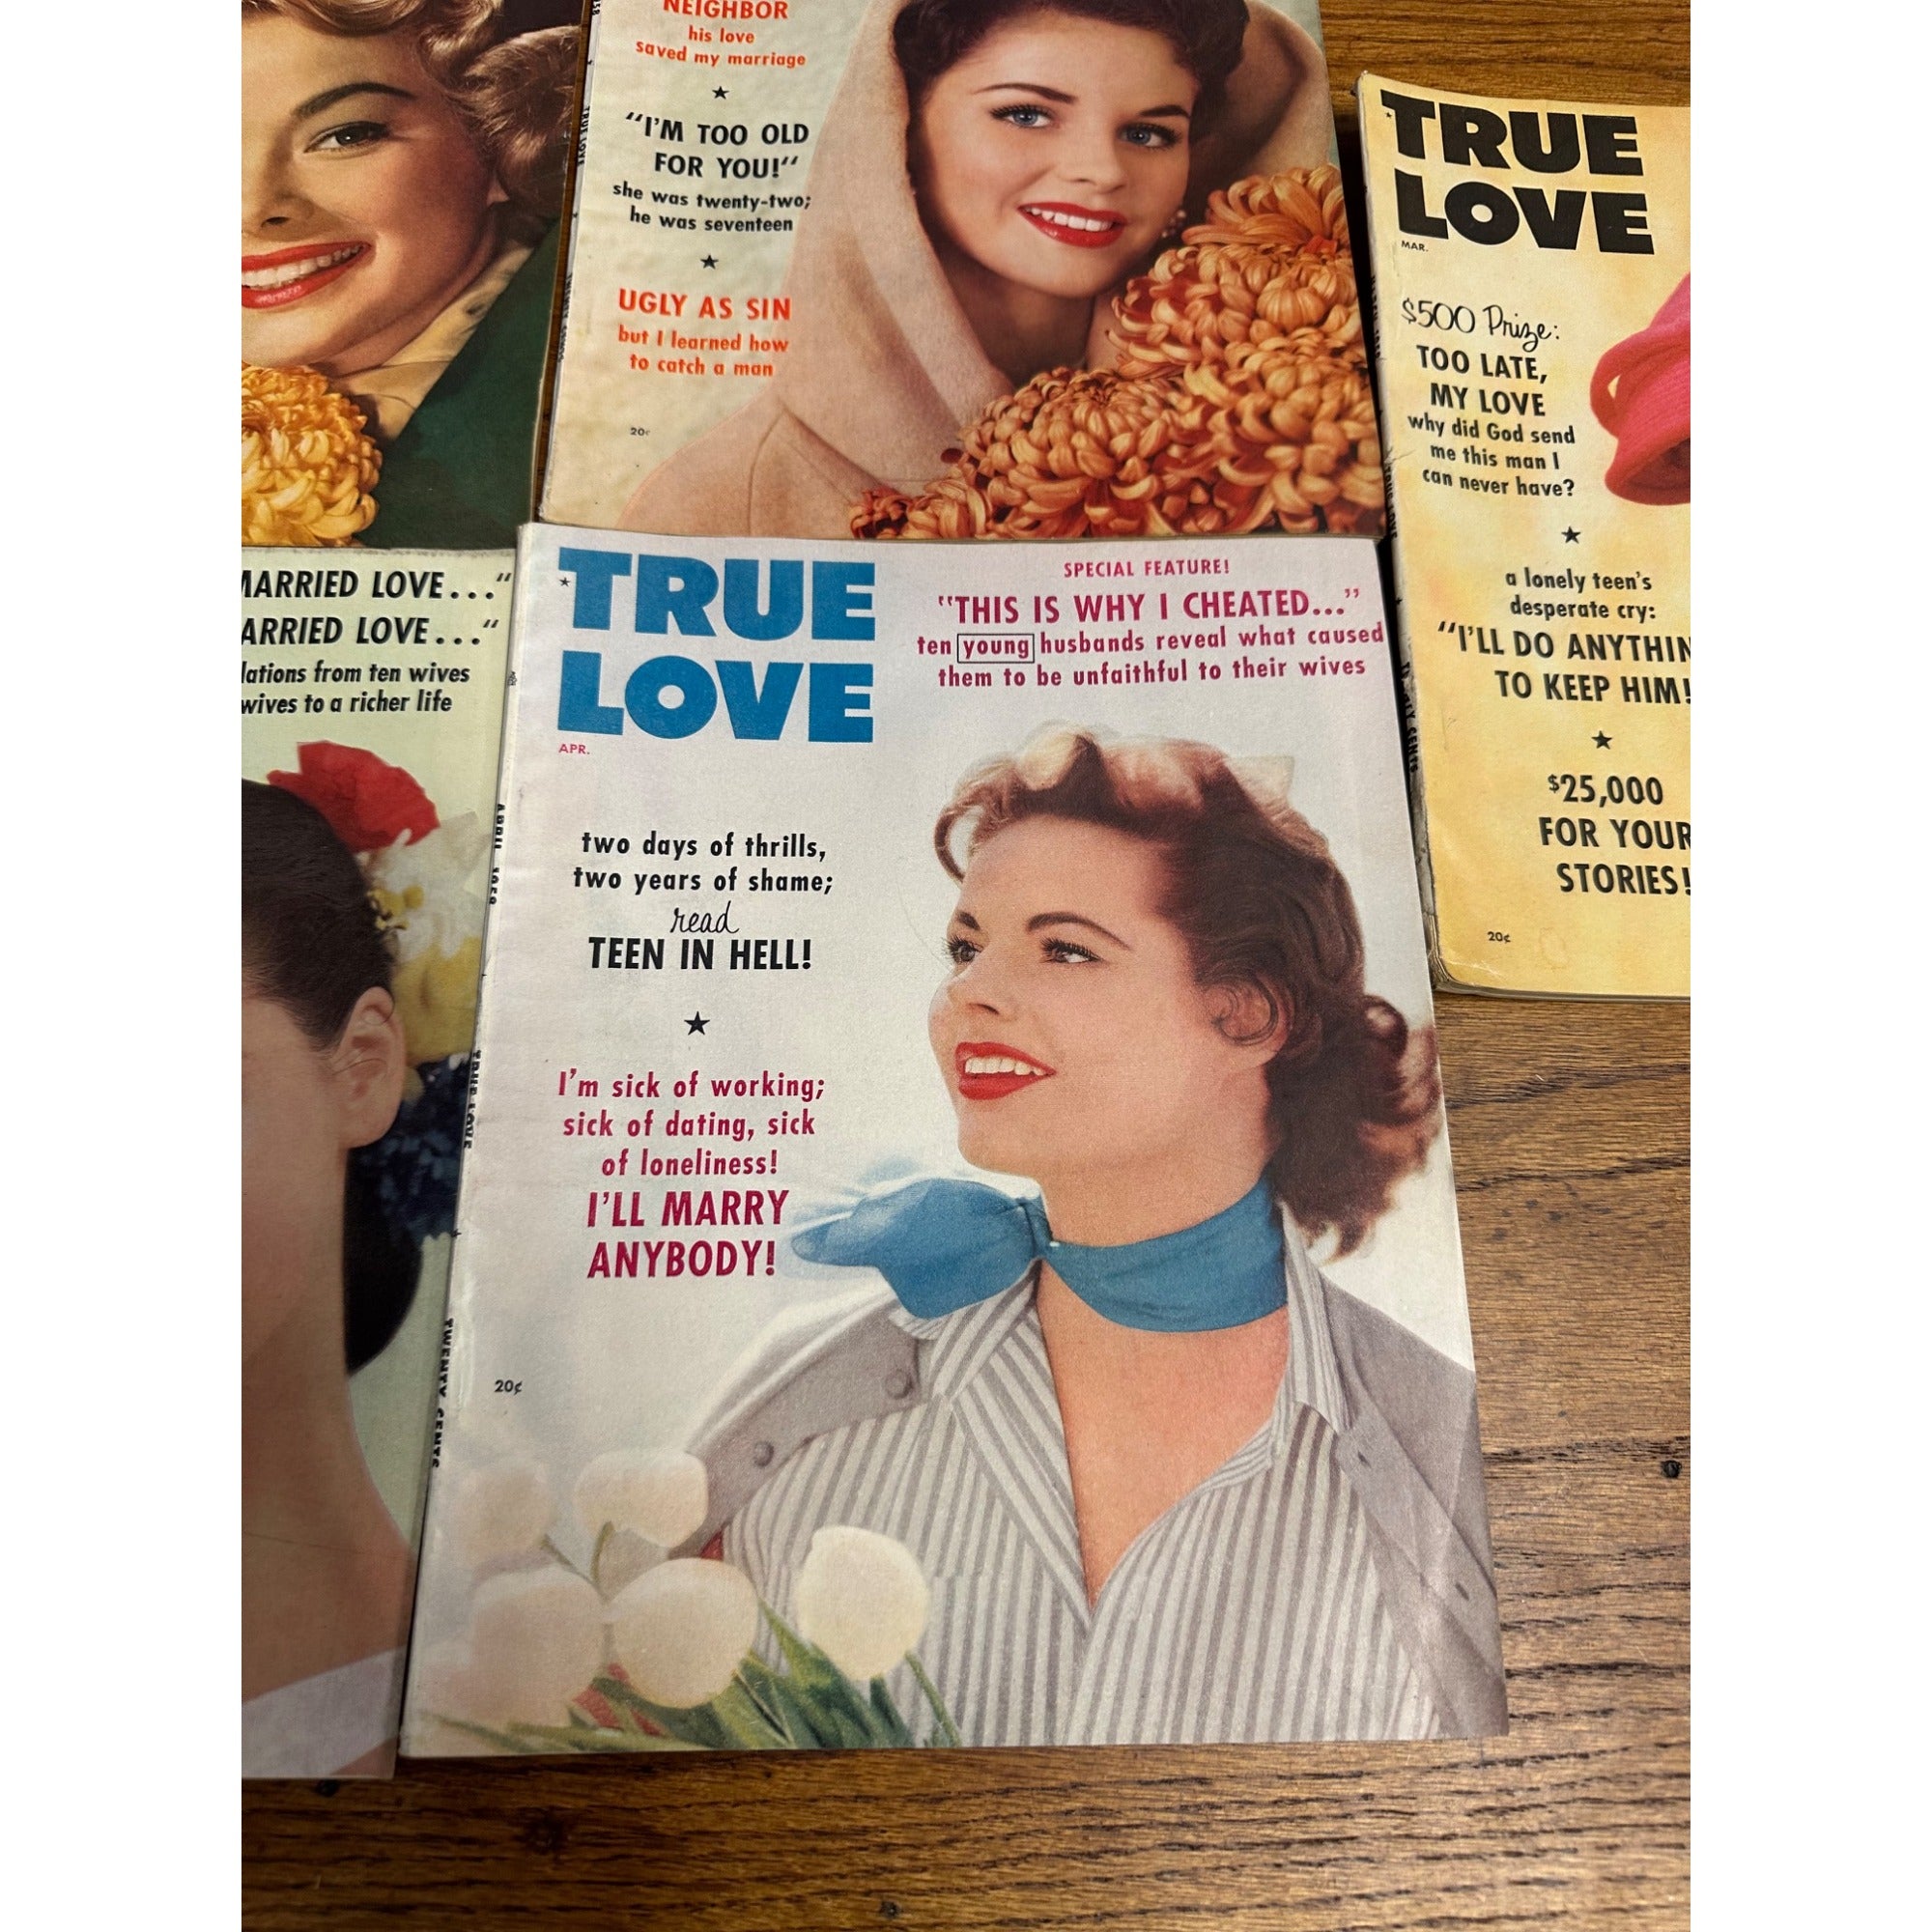 NEIGHBOR
his love
saved my marriage
★
"I'M TOO OLD
FOR YOU!"
she was twenty-two;
he was seventeen
★
UGLY AS SIN
but I learned how
to catch a man
20¢
TRUE LOVE
TRUE
LOVE
MAR.
$500 Prize:
TOO LATE,
MY LOVE
why did God send
me this man I
can never have?
★
a lonely teen's
desperate cry:
"I'LL DO ANYTHIN
TO KEEP HIM!
★
$25,000
FOR YOUR
STORIES!
20¢
MARRIED LOVE..."
ARRIED LOVE..."
lations from ten wives
wives to a richer life
TRUE
LOVE
APR.
SPECIAL FEATURE!
"THIS IS WHY I CHEATED..."
ten young husbands reveal what caused
them to be unfaithful to their wives
two days of thrills,
two years of shame;
read
TEEN IN HELL!
★
I'm sick of working;
sick of dating, sick
of loneliness!
I'LL MARRY
ANYBODY!
20¢
TRUE LOVE
TWENTY CENTS